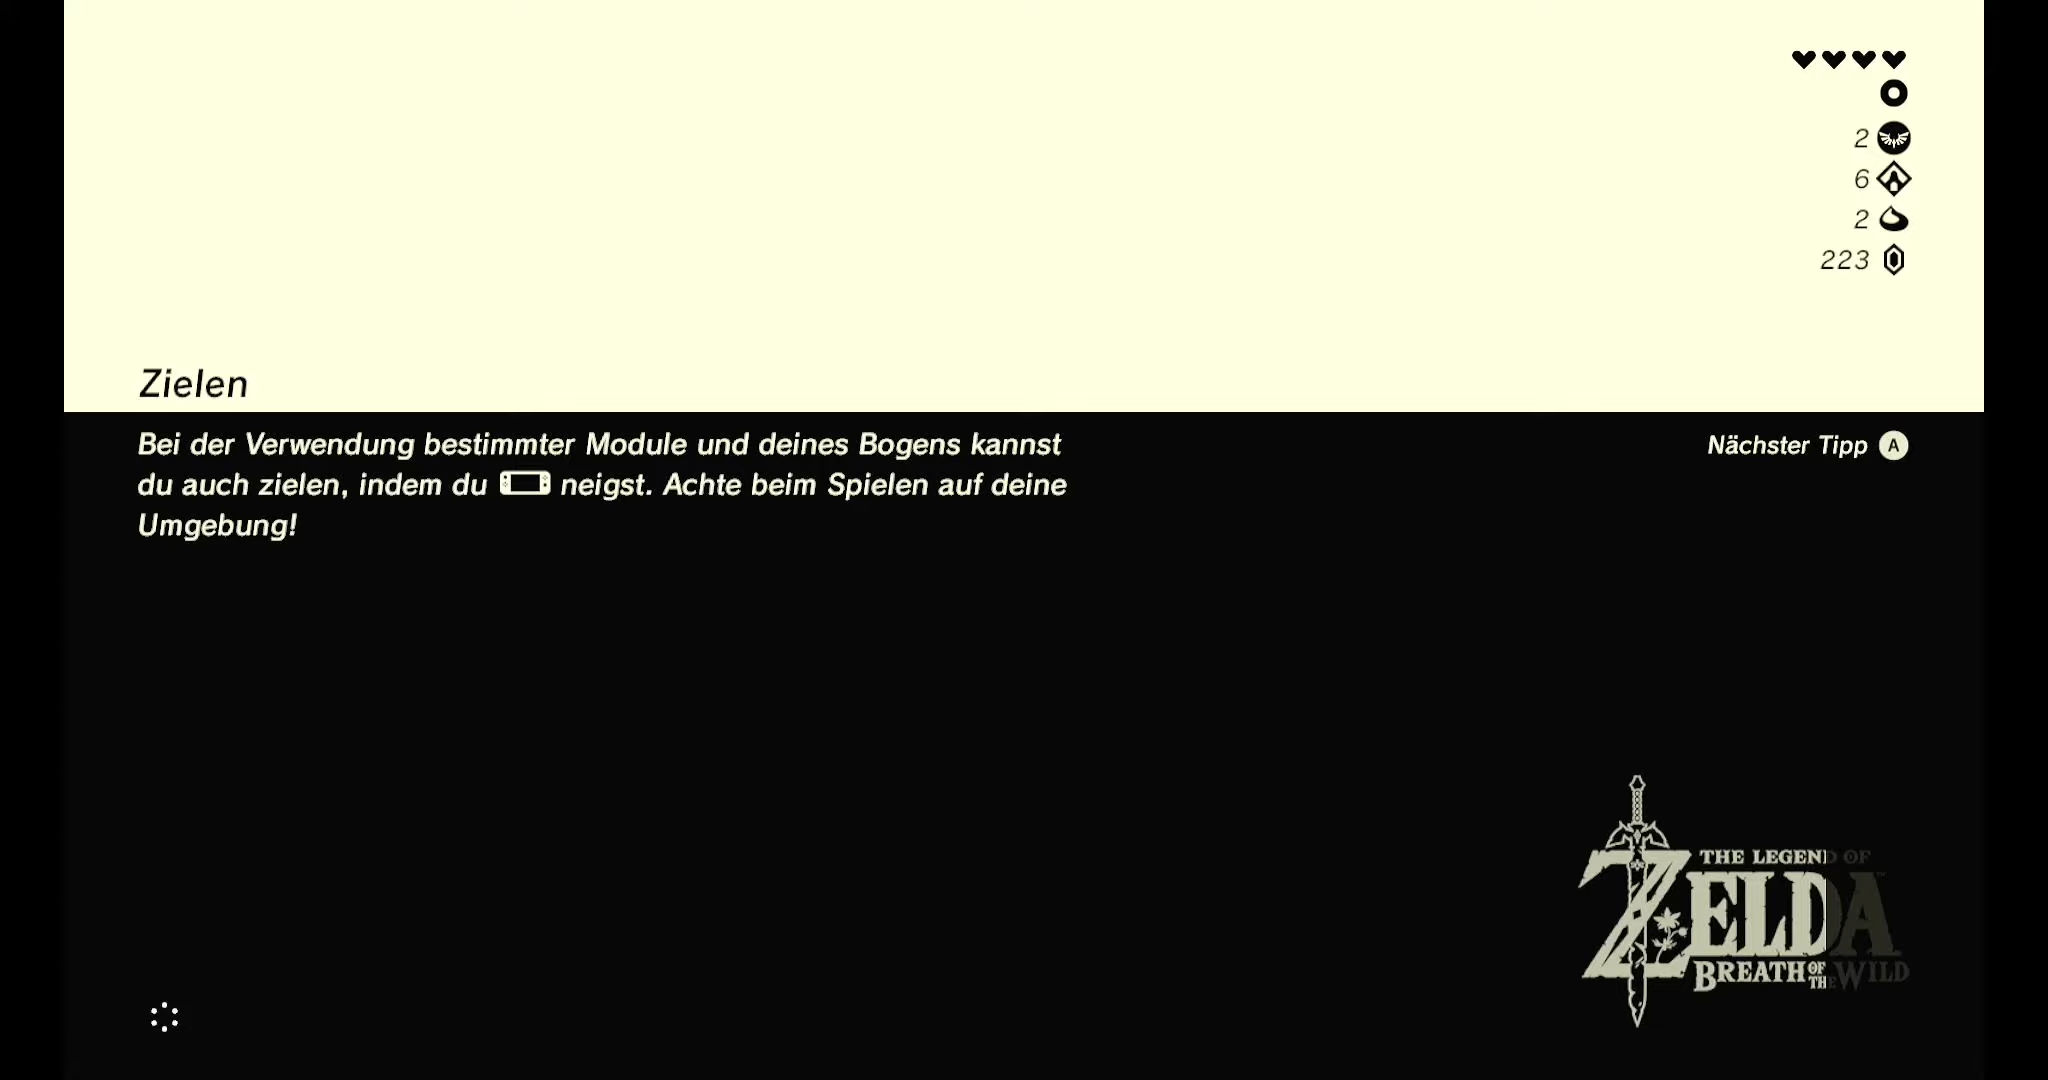 2
6
2
223
Zielen
Bei der Verwendung bestimmter Module und deines Bogens kannst
du auch zielen, indem du neigst. Achte beim Spielen auf deine
Umgebung!
Nächster Tipp A
THE LEGEND OF
ZELDA
BREATH OF THE WILD